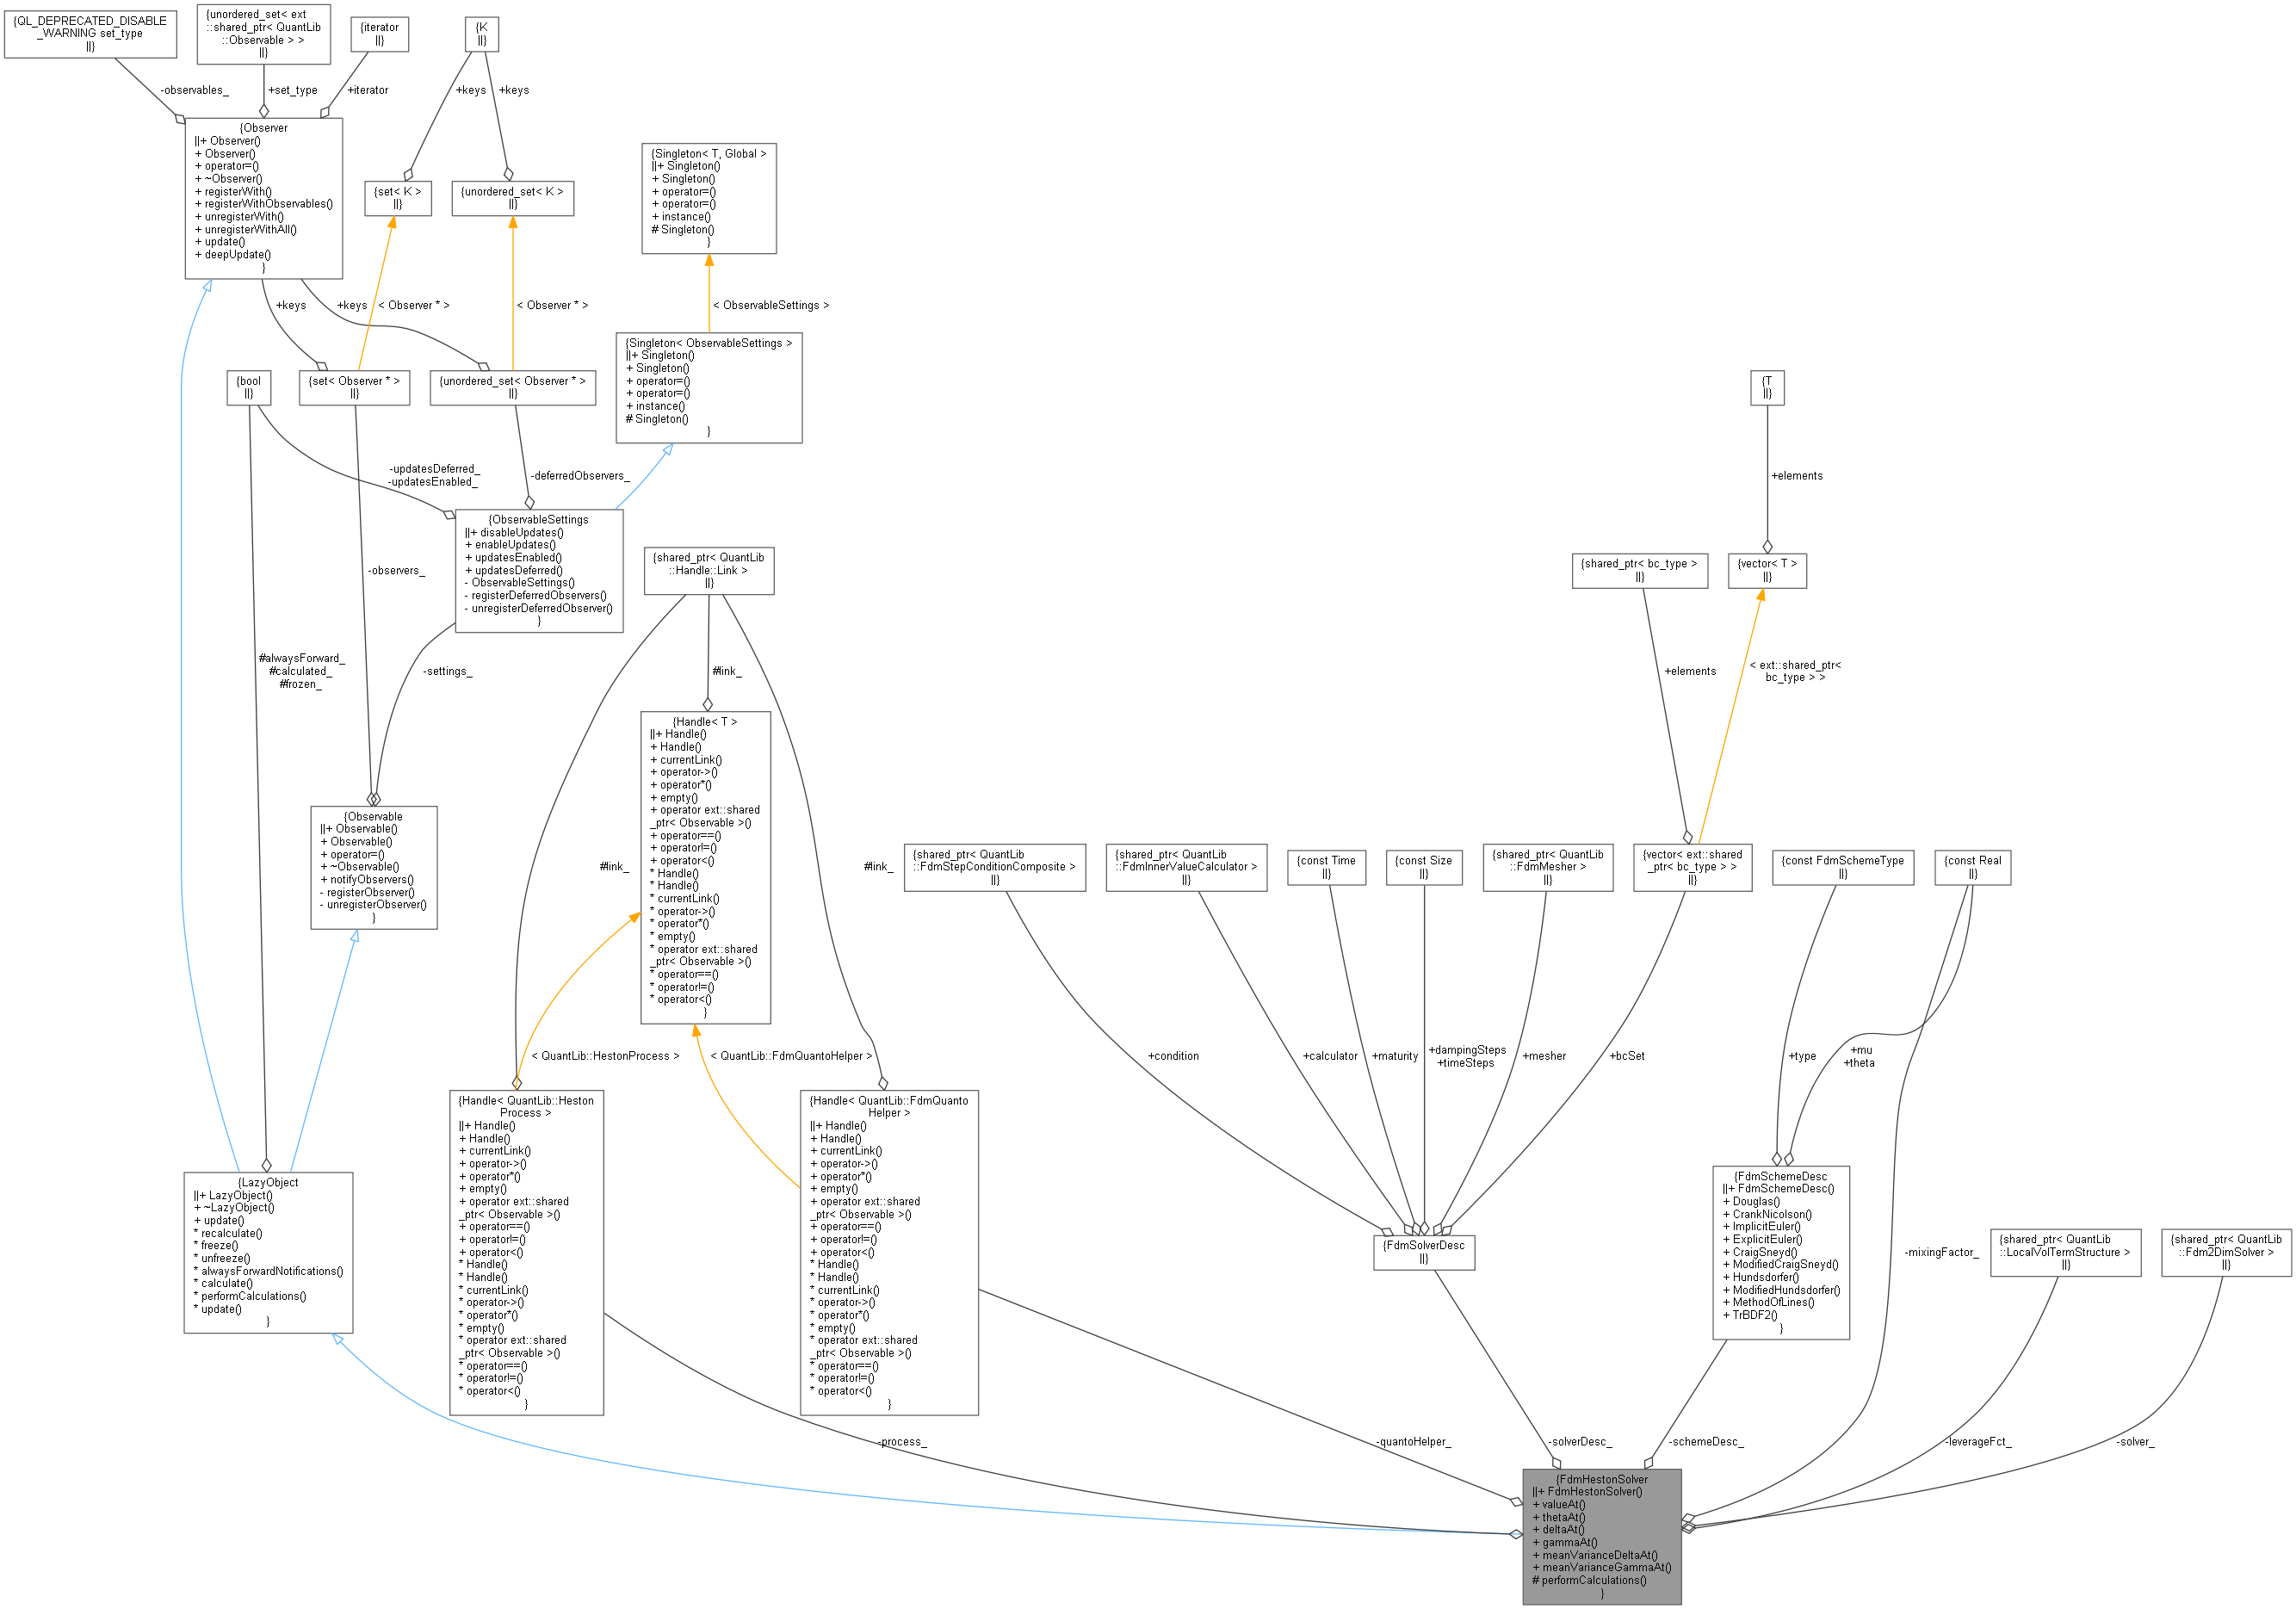 {QL_DEPRECATED_DISABLE
_WARNING set_type
||}
{unordered_set< ext
::shared_ptr< QuantLib
::Observable > >
||}
{iterator
||}
{K
||}
-observables_
+set_type
+iterator
+keys
+keys
{Observer
||+ Observer()
+ Observer()
+ operator=()
+ ~Observer()
+ registerWith()
+ registerWithObservables()
+ unregisterWith()
+ unregisterWithAll()
+ update()
+ deepUpdate()
}
{set< K >
||}
{unordered_set< K >
||}
{Singleton< T, Global >
||+ Singleton()
+ Singleton()
+ operator=()
+ operator=()
+ instance()
# Singleton()
}
+keys
< Observer * >
+keys
< Observer * >
< ObservableSettings >
{bool
||}
{set< Observer * >
||}
{unordered_set< Observer * >
||}
{Singleton< ObservableSettings >
||+ Singleton()
+ Singleton()
+ operator=()
+ operator=()
+ instance()
# Singleton()
}
{T
||}
-updatesDeferred_
-updatesEnabled_
-deferredObservers_
+elements
{ObservableSettings
||+ disableUpdates()
+ enableUpdates()
+ updatesEnabled()
+ updatesDeferred()
- ObservableSettings()
- registerDeferredObservers()
- unregisterDeferredObserver()
}
-observers_
{shared_ptr< QuantLib
::Handle::Link >
||}
{shared_ptr< bc_type >
||}
{vector< T >
||}
#alwaysForward_
#calculated_
#frozen_
-settings_
#link_
+elements
< ext::shared_ptr<
bc_type > >
{Handle< T >
||+ Handle()
+ Handle()
+ currentLink()
+ operator->()
+ operator*()
+ empty()
+ operator ext::shared
_ptr< Observable >()
+ operator==()
+ operator!=()
+ operator<()
* Handle()
* Handle()
* currentLink()
* operator->()
* operator*()
* empty()
* operator ext::shared
_ptr< Observable >()
* operator==()
* operator!=()
* operator<()
}
{Observable
||+ Observable()
+ Observable()
+ operator=()
+ ~Observable()
+ notifyObservers()
- registerObserver()
- unregisterObserver()
}
#link_
#link_
{shared_ptr< QuantLib
::FdmStepConditionComposite >
||}
{shared_ptr< QuantLib
::FdmInnerValueCalculator >
||}
{const Time
||}
{const Size
||}
{shared_ptr< QuantLib
::FdmMesher >
||}
{vector< ext::shared
_ptr< bc_type > >
||}
{const FdmSchemeType
||}
{const Real
||}
< QuantLib::HestonProcess >
< QuantLib::FdmQuantoHelper >
+condition
+calculator
+maturity
+dampingSteps
+timeSteps
+mesher
+bcSet
+type
+mu
+theta
{LazyObject
||+ LazyObject()
+ ~LazyObject()
+ update()
* recalculate()
* freeze()
* unfreeze()
* alwaysForwardNotifications()
* calculate()
* performCalculations()
* update()
}
{Handle< QuantLib::Heston
Process >
||+ Handle()
+ Handle()
+ currentLink()
+ operator->()
+ operator*()
+ empty()
+ operator ext::shared
_ptr< Observable >()
+ operator==()
+ operator!=()
+ operator<()
* Handle()
* Handle()
* currentLink()
* operator->()
* operator*()
* empty()
* operator ext::shared
_ptr< Observable >()
* operator==()
* operator!=()
* operator<()
}
{Handle< QuantLib::FdmQuanto
Helper >
||+ Handle()
+ Handle()
+ currentLink()
+ operator->()
+ operator*()
+ empty()
+ operator ext::shared
_ptr< Observable >()
+ operator==()
+ operator!=()
+ operator<()
* Handle()
* Handle()
* currentLink()
* operator->()
* operator*()
* empty()
* operator ext::shared
_ptr< Observable >()
* operator==()
* operator!=()
* operator<()
}
{FdmSolverDesc
||}
{FdmSchemeDesc
||+ FdmSchemeDesc()
+ Douglas()
+ CrankNicolson()
+ ImplicitEuler()
+ ExplicitEuler()
+ CraigSneyd()
+ ModifiedCraigSneyd()
+ Hundsdorfer()
+ ModifiedHundsdorfer()
+ MethodOfLines()
+ TrBDF2()
}
-mixingFactor_
{shared_ptr< QuantLib
::LocalVolTermStructure >
||}
{shared_ptr< QuantLib
::Fdm2DimSolver >
||}
-process_
-quantoHelper_
-solverDesc_
-schemeDesc_
-leverageFct_
-solver_
{FdmHestonSolver
||+ FdmHestonSolver()
+ valueAt()
+ thetaAt()
+ deltaAt()
+ gammaAt()
+ meanVarianceDeltaAt()
+ meanVarianceGammaAt()
# performCalculations()
}